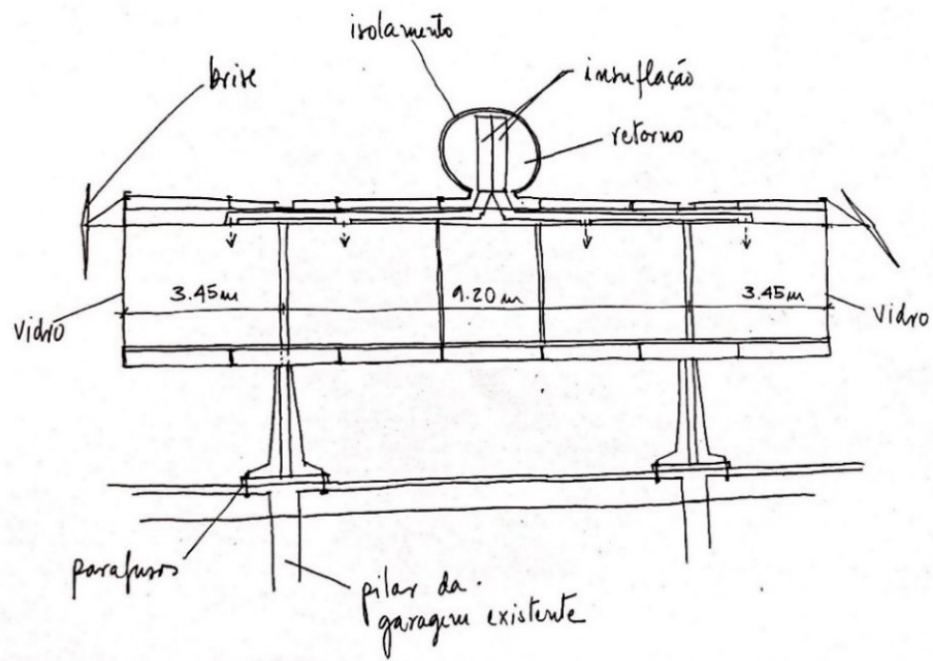 isolamento
brise
insuflação
retorno
3.45m
9.20m
3.45m
vidro
vidro
parafusos
pilar da
garagem existente